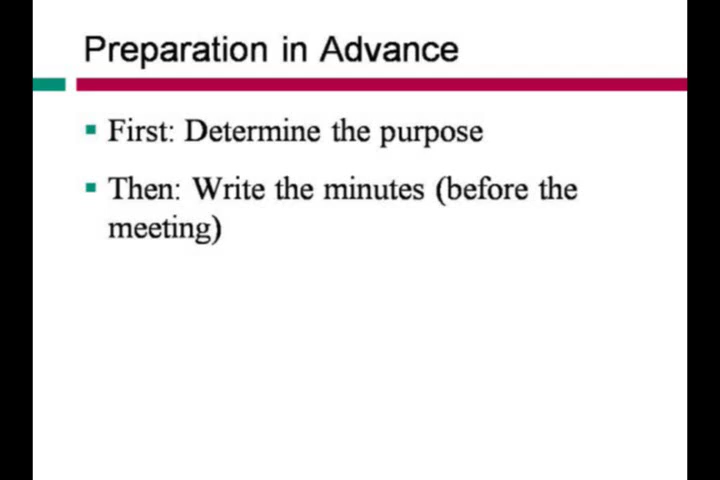 Preparation in Advance
First: Determine the purpose
Then: Write the minutes (before the
meeting)